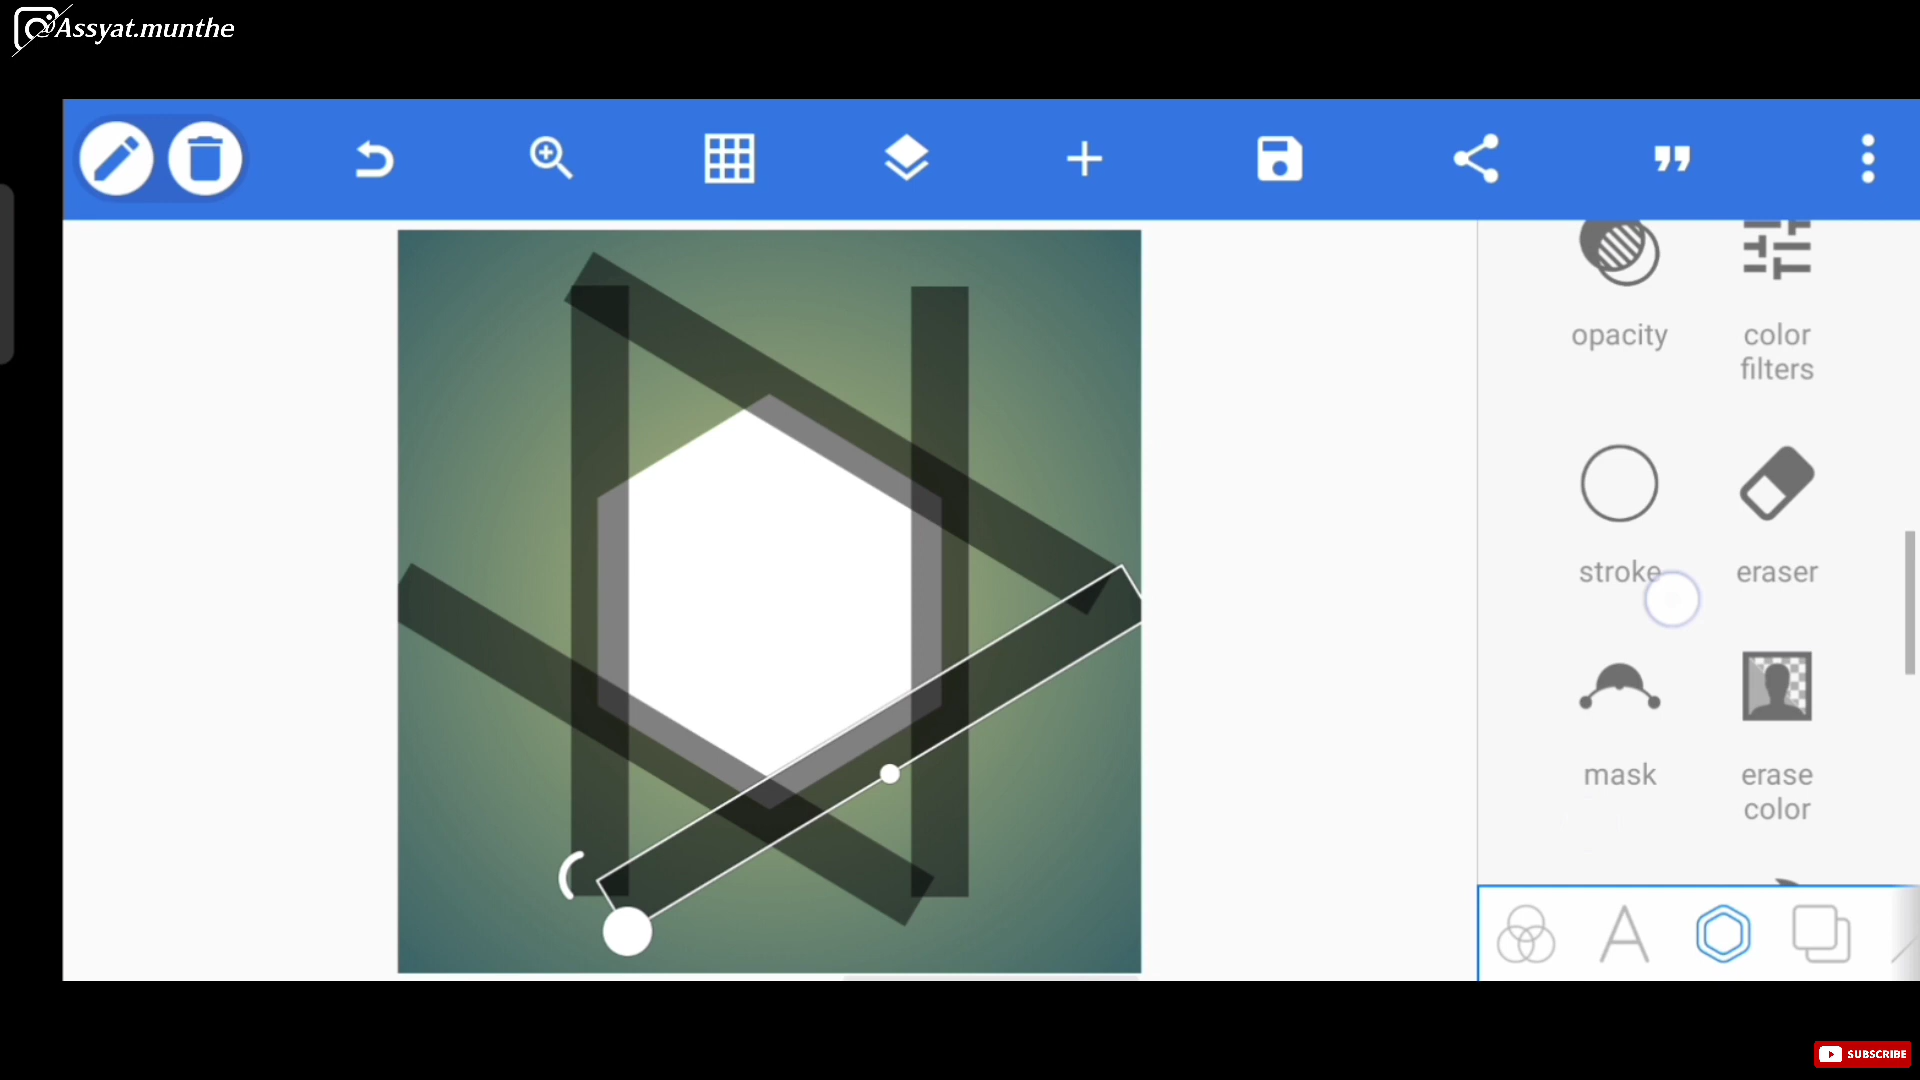 @Assyat.munthe
opacity
color
filters
stroke
eraser
mask
erase
color
SUBSCRIBE